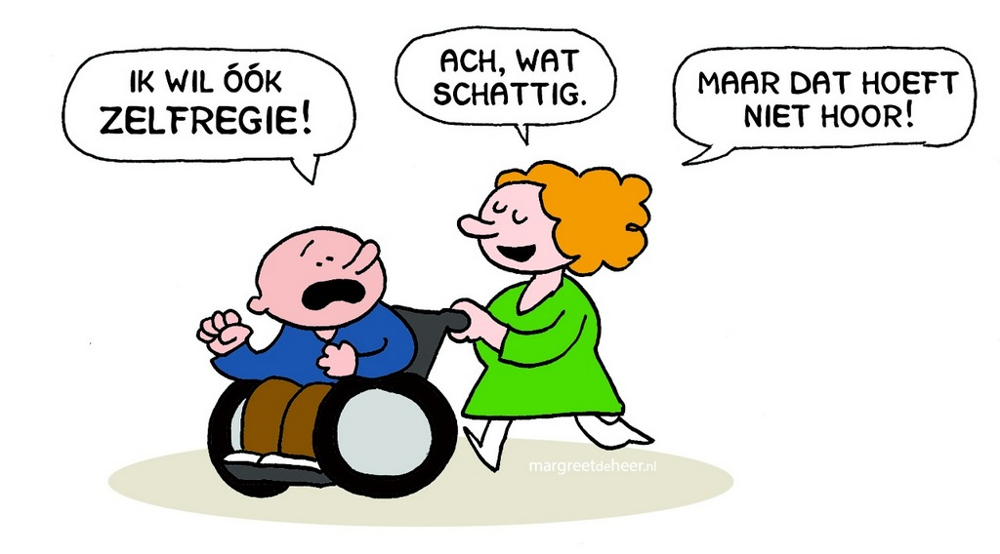 IK WIL ÓÓK
ZELFREGIE!
ACH, WAT
SCHATTIG.
MAAR DAT HOEFT
NIET HOOR!
margreetdeheer.nl